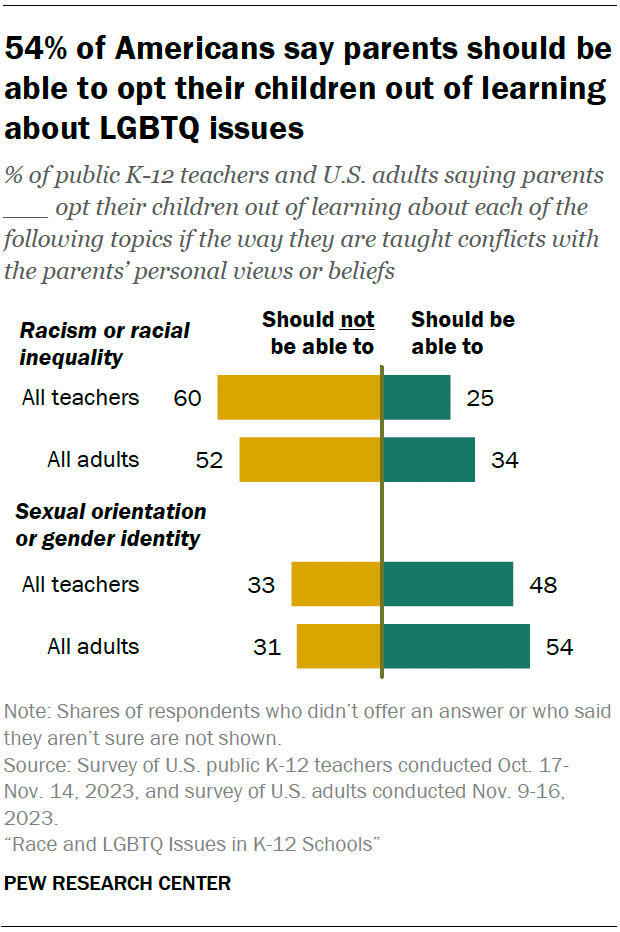 54% of Americans say parents should be
able to opt their children out of learning
about LGBTQ issues
% of public K-12 teachers and U.S. adults saying parents
___ opt their children out of learning about each of the
following topics if the way they are taught conflicts with
the parents’ personal views or beliefs
Should not
be able to
Should be
able to
Racism or racial
inequality
All teachers 60 25
All adults 52 34
Sexual orientation
or gender identity
All teachers 33 48
All adults 31 54
Note: Shares of respondents who didn’t offer an answer or who said
they aren’t sure are not shown.
Source: Survey of U.S. public K-12 teachers conducted Oct. 17-
Nov. 14, 2023, and survey of U.S. adults conducted Nov. 9-16,
2023.
“Race and LGBTQ Issues in K-12 Schools”
PEW RESEARCH CENTER